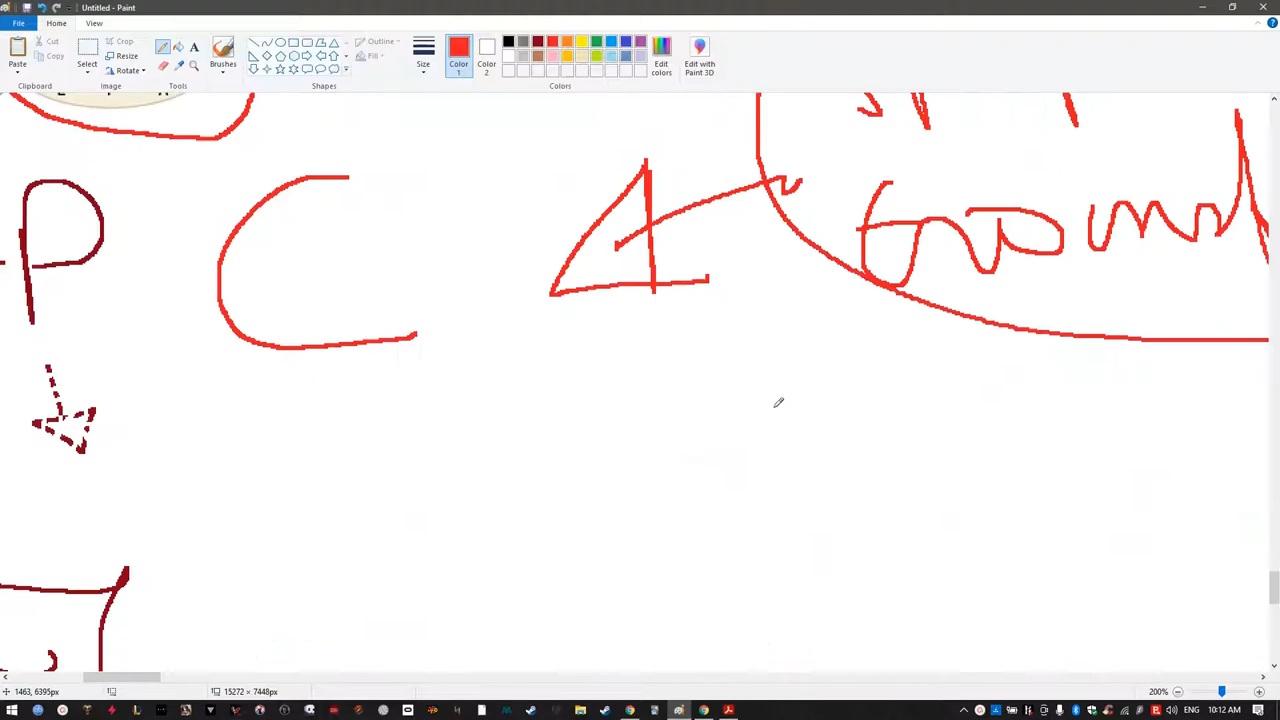 Untitled - Paint
File Home View
Paste
Cut
Copy
Clipboard
Select
Crop
Resize
Rotate
Image
A
Tools
Brushes
Shapes
Outline
Fill
Size
Color
1
Color
2
Colors
Edit
colors
Edit with
Paint 3D
P C
1463, 6395px
15272 × 7448px
200%
10:12 AM